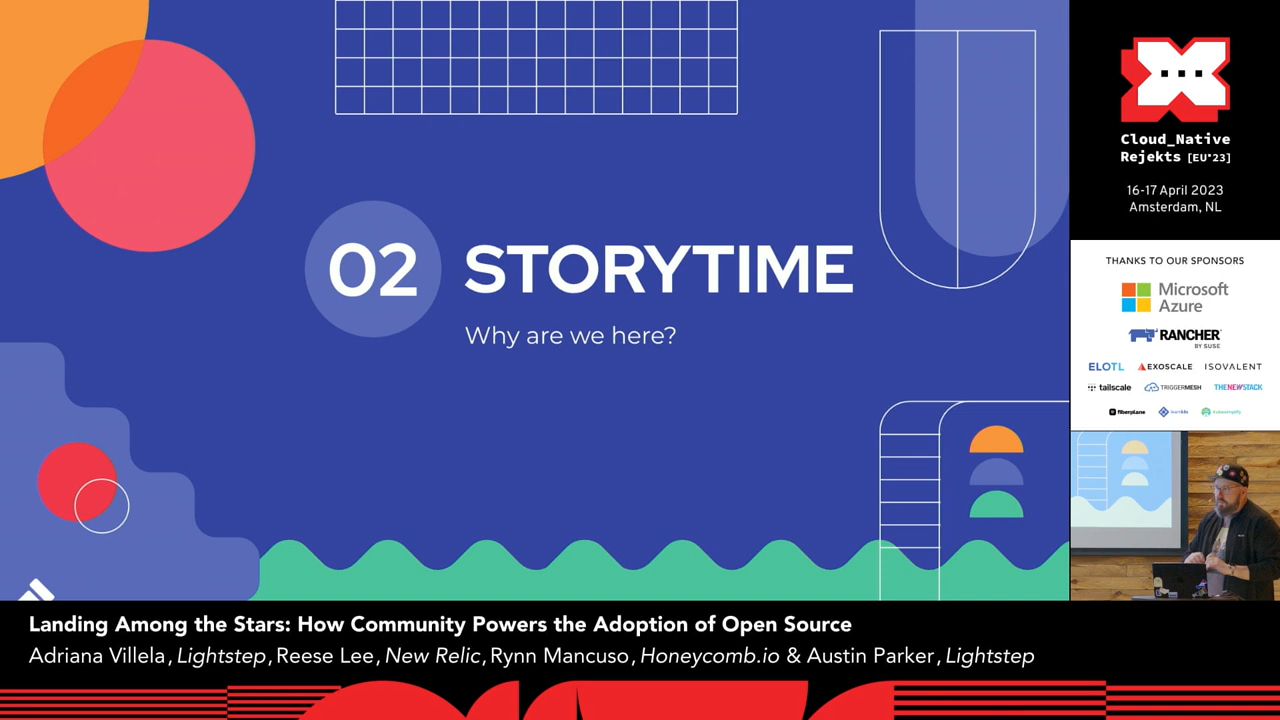 02 STORYTIME
Why are we here?
Cloud_Native
Rejekts [EU'23]
16-17 April 2023
Amsterdam, NL
THANKS TO OUR SPONSORS
Microsoft
Azure
RANCHER
BY SUSE
ELOTL EXOSCALE ISOVALENT
tailscale TRIGGERMESH THENEWSTACK
fiberplane
Landing Among the Stars: How Community Powers the Adoption of Open Source
Adriana Villela, Lightstep, Reese Lee, New Relic, Rynn Mancuso, Honeycomb.io & Austin Parker, Lightstep